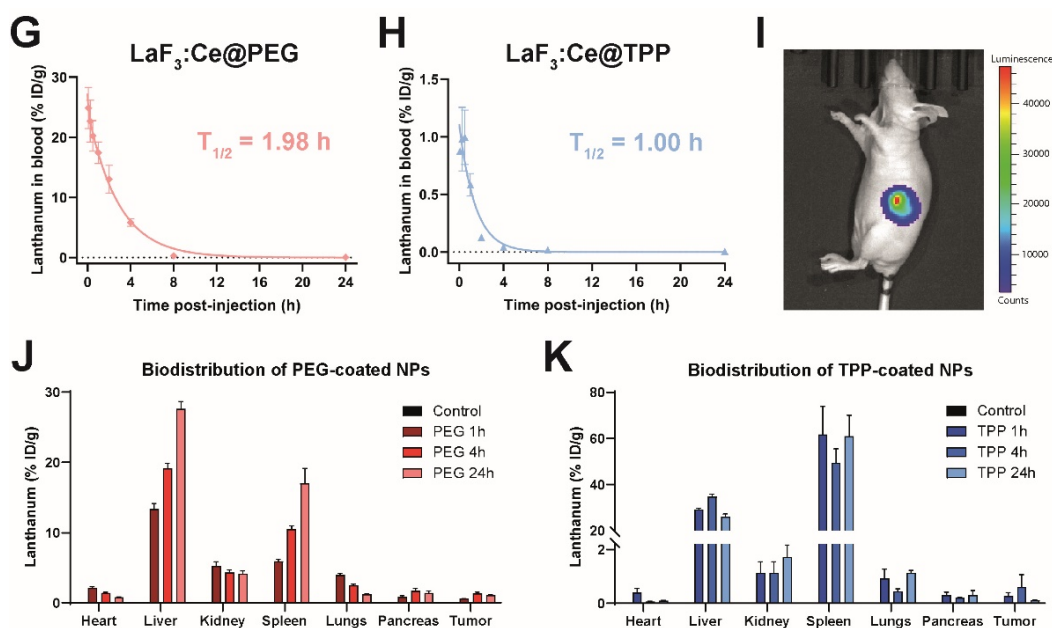 G
LaF3:Ce@PEG
Lanthanum in blood (% ID/g)
30
20
10
0
T1/2 = 1.98 h
0 4 8 12 16 20 24
Time post-injection (h)
H
LaF3:Ce@TPP
Lanthanum in blood (% ID/g)
1.5
1.0
0.5
0.0
T1/2 = 1.00 h
0 4 8 12 16 20 24
Time post-injection (h)
I
Luminescence
40000
30000
20000
10000
Counts
J
Biodistribution of PEG-coated NPs
Lanthanum (% ID/g)
30
20
10
0
Control
PEG 1h
PEG 4h
PEG 24h
Heart Liver Kidney Spleen Lungs Pancreas Tumor
K
Biodistribution of TPP-coated NPs
Lanthanum (% ID/g)
80
60
40
20
2
0
Control
TPP 1h
TPP 4h
TPP 24h
Heart Liver Kidney Spleen Lungs Pancreas Tumor